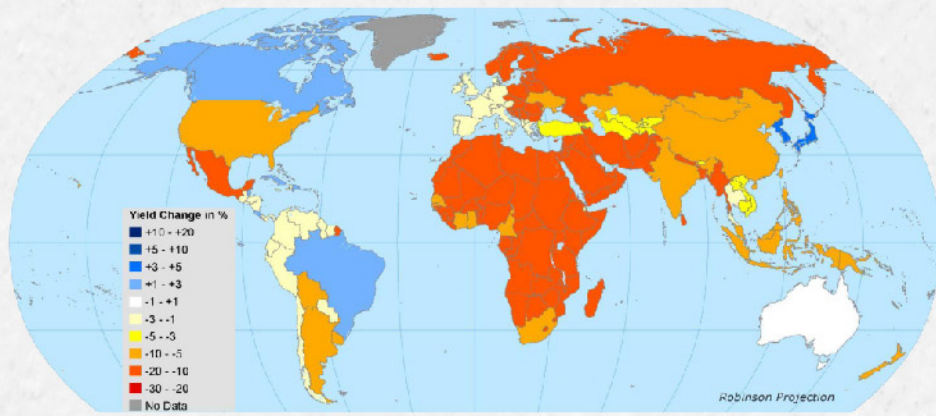 Yield Change in %
+10 - +20
+5 - +10
+3 - +5
+1 - +3
-1 - +1
-3 - -1
-5 - -3
-10 - -5
-20 - -10
-30 - -20
No Data
Robinson Projection